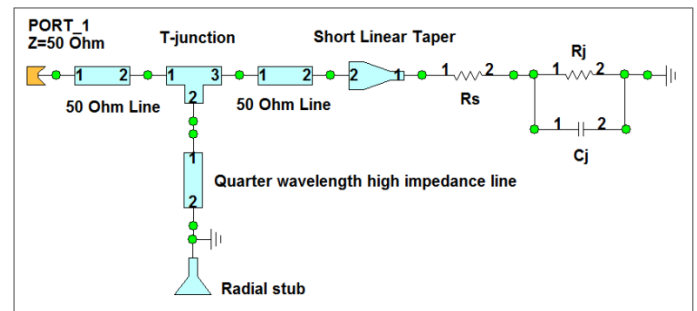 PORT_1
Z=50 Ohm
T-junction
Short Linear Taper
Rj
1 2 1 3 1 2 2 1 1 2 1 2
2
50 Ohm Line
50 Ohm Line
Rs
1 2
Cj
1
Quarter wavelength high impedance line
2
Radial stub